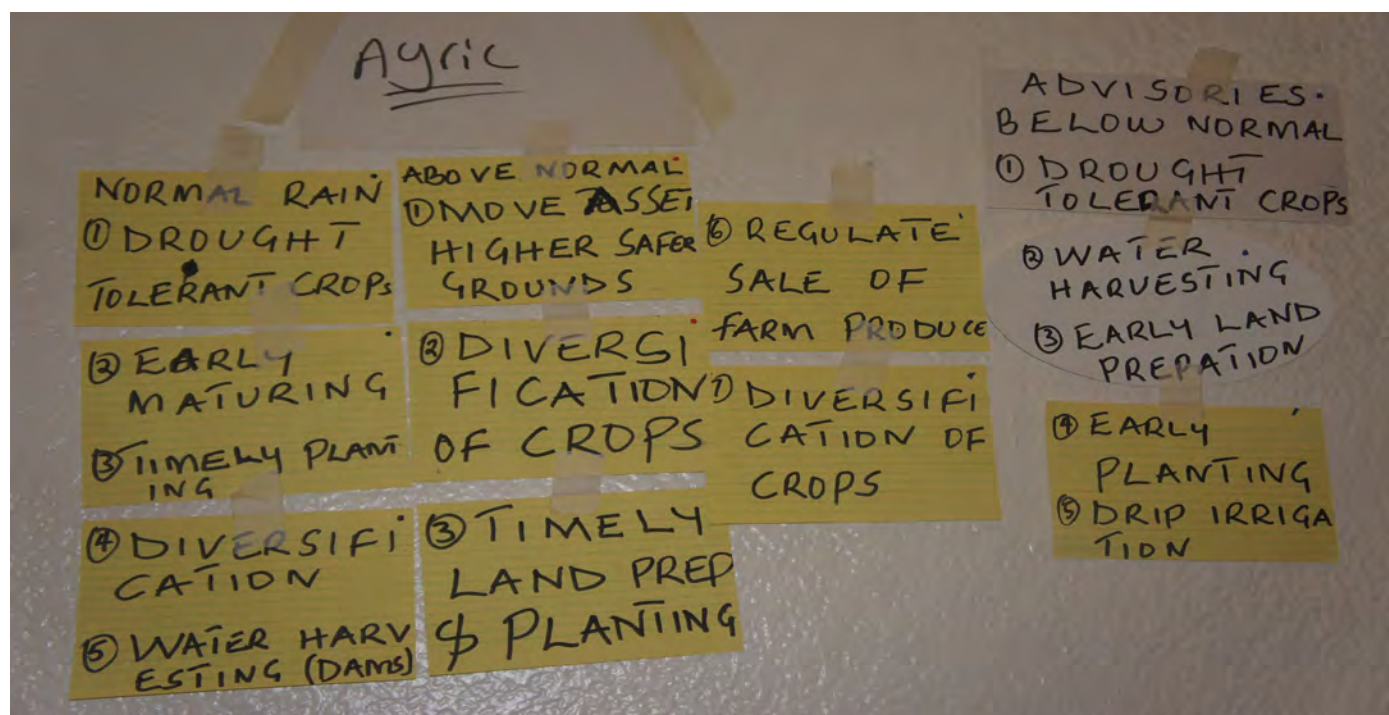 Agric
NORMAL RAIN
① DROUGHT
TOLERANT CROPS
② EARLY
MATURING
③ TIMELY PLANT
ING
④ DIVERSIFI
CATION
⑤ WATER HARV
ESTING (DAMS)
ABOVE NORMAL
① MOVE ASSET
HIGHER SAFER
GROUNDS
② DIVERSI
FICATION
OF CROPS
③ TIMELY
LAND PREP
$ PLANTING
⑥ REGULATE
SALE OF
FARM PRODUCE
⑦ DIVERSIFI
CATION OF
CROPS
ADVISORIES.
BELOW NORMAL
① DROUGHT
TOLERANT CROPS
② WATER
HARVESTING
③ EARLY LAND
PREPATION
④ EARLY
PLANTING
⑤ DRIP IRRIGA
TION